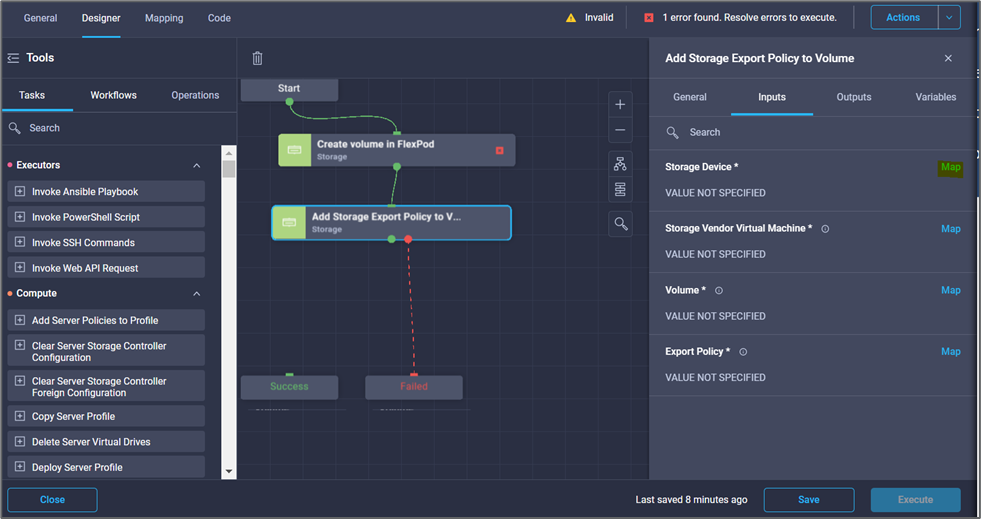 General Designer Mapping Code Invalid 1 error found. Resolve errors to execute. Actions
Tools
Tasks Workflows Operations
Search
Executors
Invoke Ansible Playbook
Invoke PowerShell Script
Invoke SSH Commands
Invoke Web API Request
Compute
Add Server Policies to Profile
Clear Server Storage Controller
Configuration
Clear Server Storage Controller
Foreign Configuration
Copy Server Profile
Delete Server Virtual Drives
Deploy Server Profile
Start
Create volume in FlexPod
Storage
Add Storage Export Policy to V...
Storage
Success Failed
Add Storage Export Policy to Volume
General Inputs Outputs Variables
Search
Storage Device * Map
VALUE NOT SPECIFIED
Storage Vendor Virtual Machine * Map
VALUE NOT SPECIFIED
Volume * Map
VALUE NOT SPECIFIED
Export Policy * Map
VALUE NOT SPECIFIED
Close Last saved 8 minutes ago Save Execute